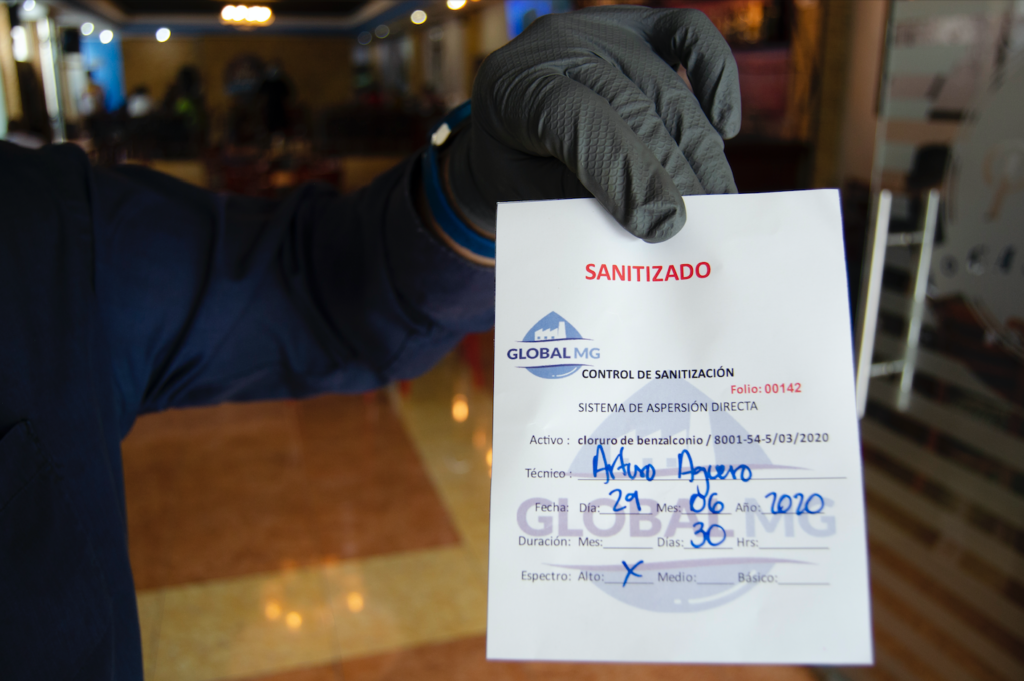 SANITIZADO
GLOBAL MG
CONTROL DE SANITIZACIÓN
Folio: 00142
SISTEMA DE ASPERSIÓN DIRECTA
Activo : cloruro de benzalconio / 8001-54-5/03/2020
Técnico : Arturo Aguero
Fecha: Día: 29 Mes: 06 Año: 2020
GLOBAL MG
Duración: Mes: Días: 30 Hrs:
Espectro: Alto: X Medio: Básico: